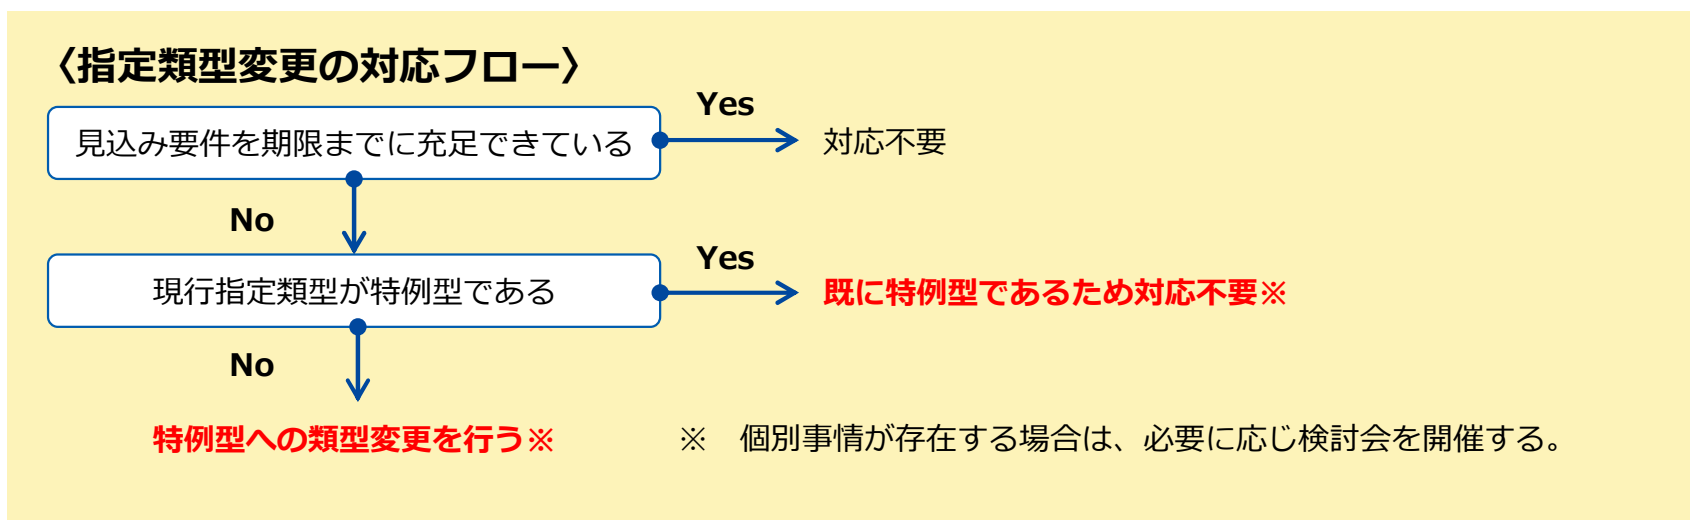 〈指定類型変更の対応フロー〉
見込み要件を期限までに充足できている
Yes
対応不要
No
現行指定類型が特例型である
Yes
既に特例型であるため対応不要※
No
特例型への類型変更を行う※
※　個別事情が存在する場合は、必要に応じ検討会を開催する。